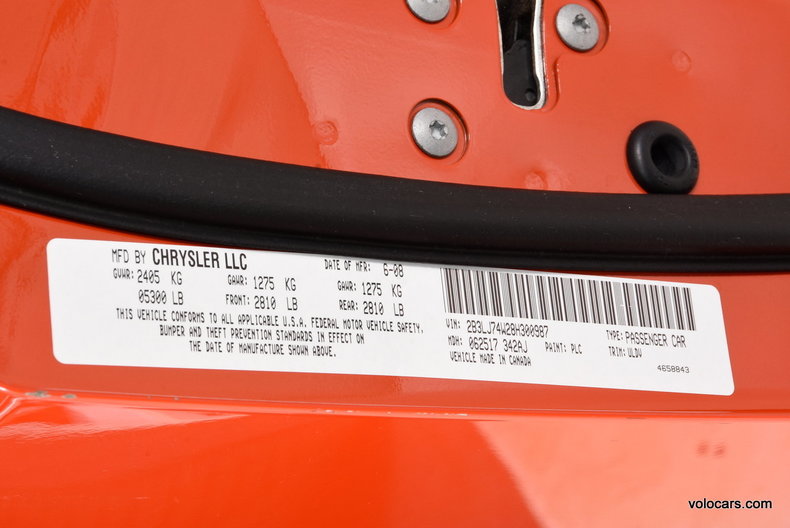 MFD BY CHRYSLER LLC DATE OF MFR: 6-08
GVWR: 2405 KG GAWR: 1275 KG GAWR: 1275 KG
05300 LB FRONT: 2810 LB REAR: 2810 LB
THIS VEHICLE CONFORMS TO ALL APPLICABLE U.S.A. FEDERAL MOTOR VEHICLE SAFETY,
BUMPER AND THEFT PREVENTION STANDARDS IN EFFECT ON
THE DATE OF MANUFACTURE SHOWN ABOVE.
VIN: 2B3LJ74W28H300987 TYPE: PASSENGER CAR
MDH: 062517 342AJ PAINT: PLC TRIM: ULDV
VEHICLE MADE IN CANADA
4658843
volocars.com